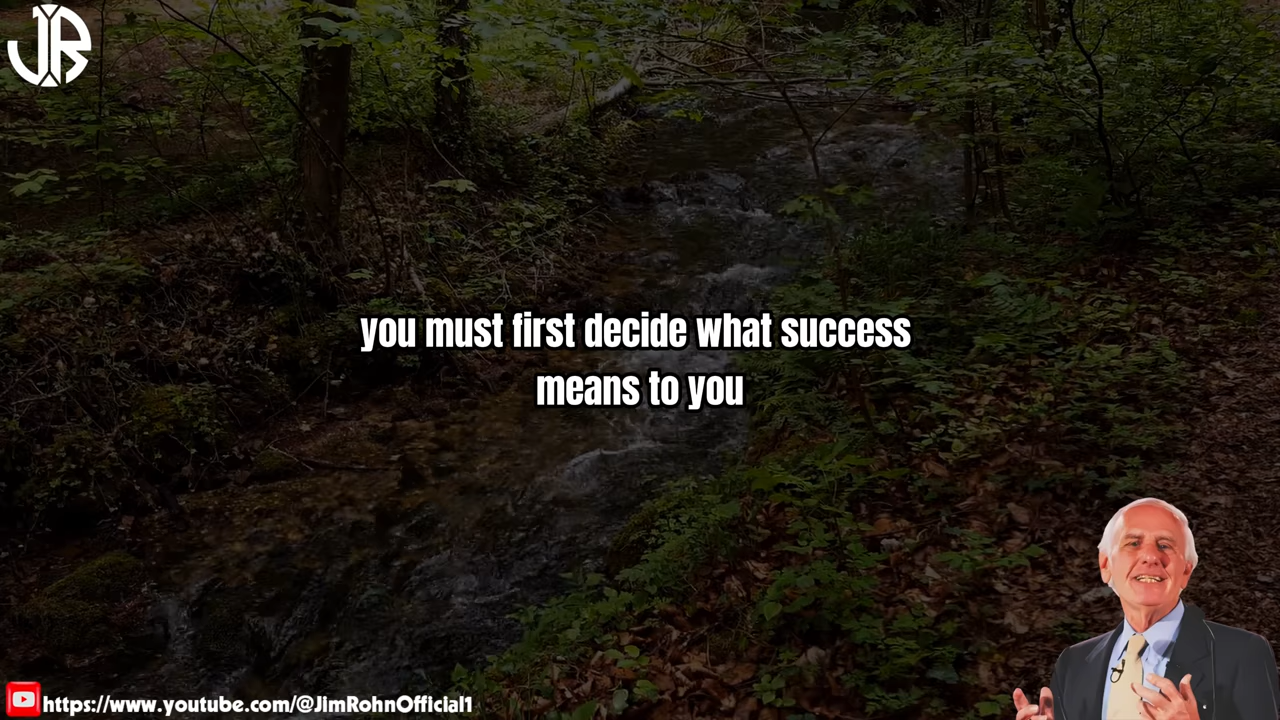 JR
you must first decide what success
means to you
https://www.youtube.com/@JimRohnOfficial1